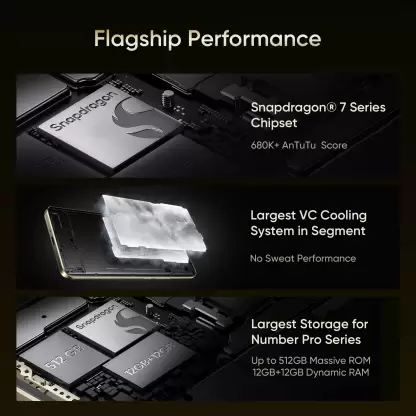 Flagship Performance
Snapdragon
Snapdragon® 7 Series
Chipset
680K+ AnTuTu Score
Largest VC Cooling
System in Segment
No Sweat Performance
Snapdragon
512 GB
12GB+12GB
Largest Storage for
Number Pro Series
Up to 512GB Massive ROM
12GB+12GB Dynamic RAM